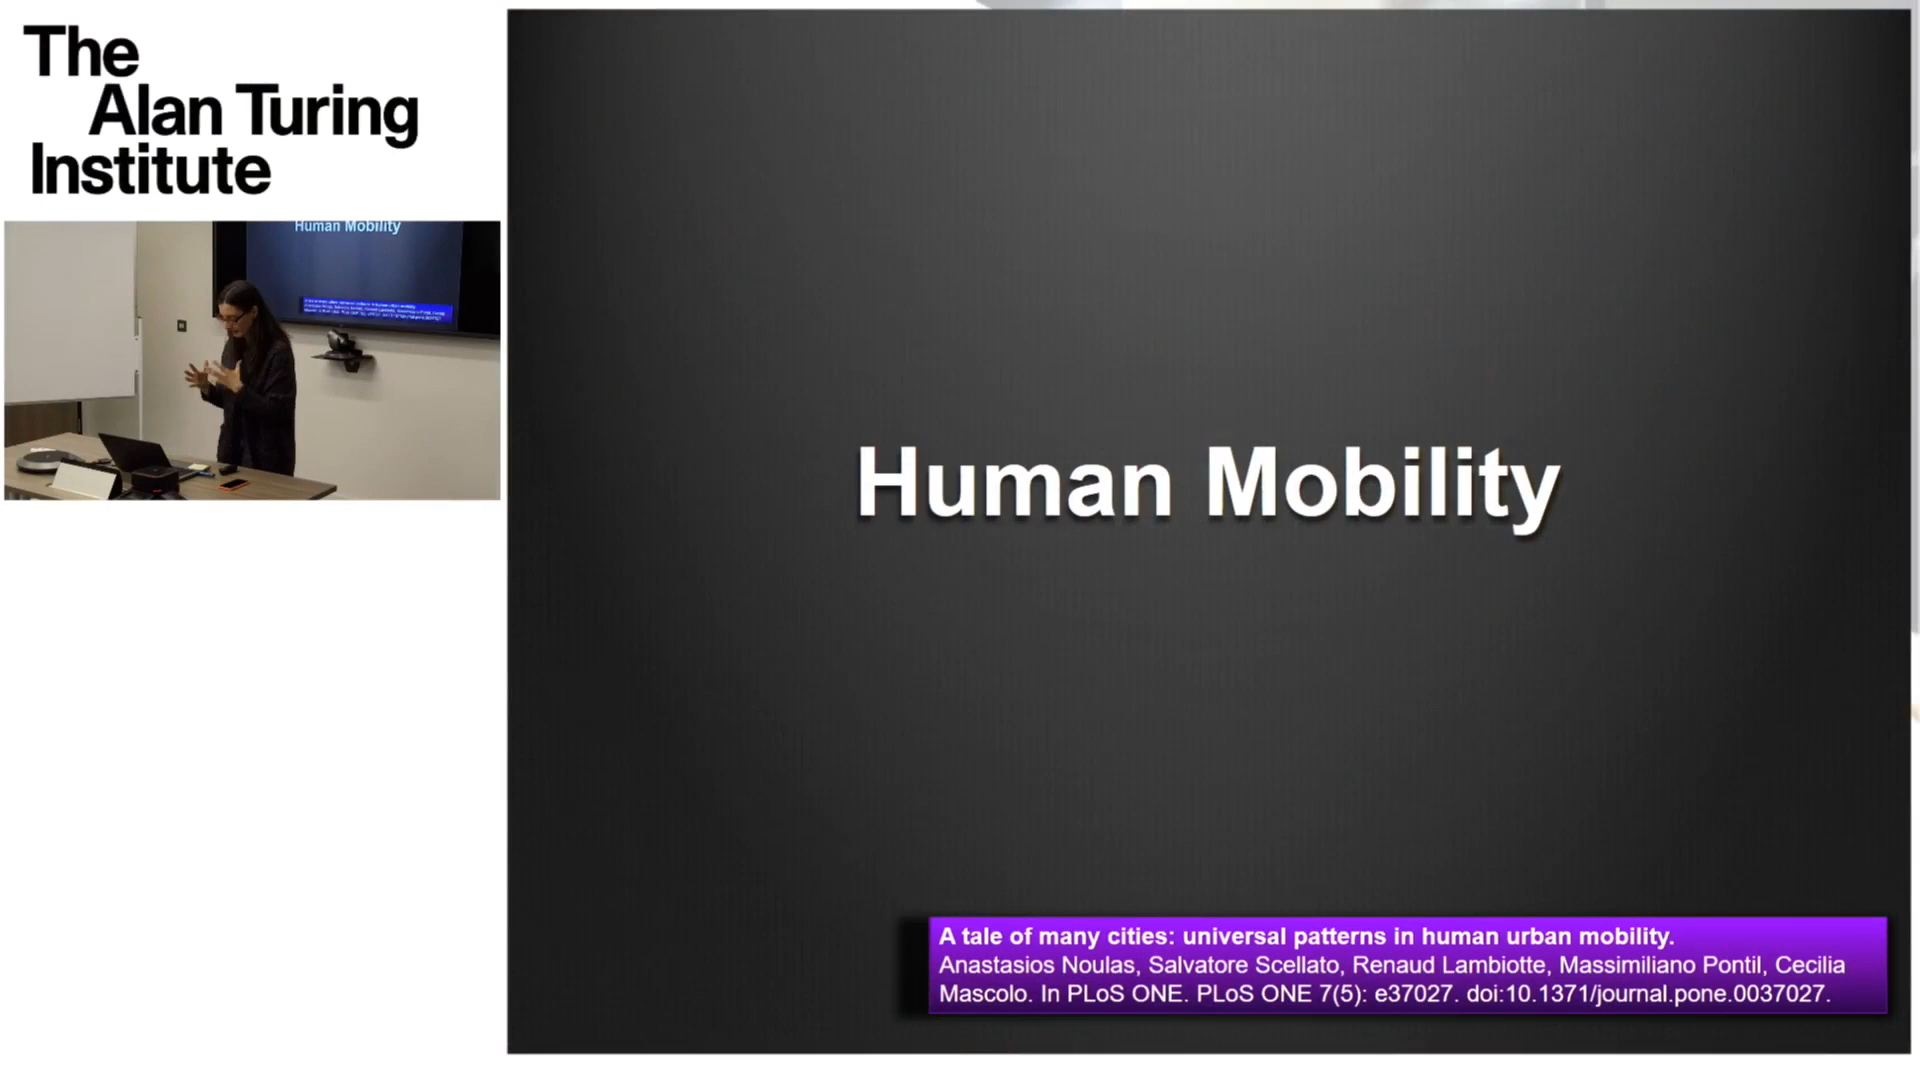 The
Alan Turing
Institute
Human Mobility
Human Mobility
A tale of many cities: universal patterns in human urban mobility.
Anastasios Noulas, Salvatore Scellato, Renaud Lambiotte, Massimiliano Pontil, Cecilia
Mascolo. In PLoS ONE. PLoS ONE 7(5): e37027. doi:10.1371/journal.pone.0037027.